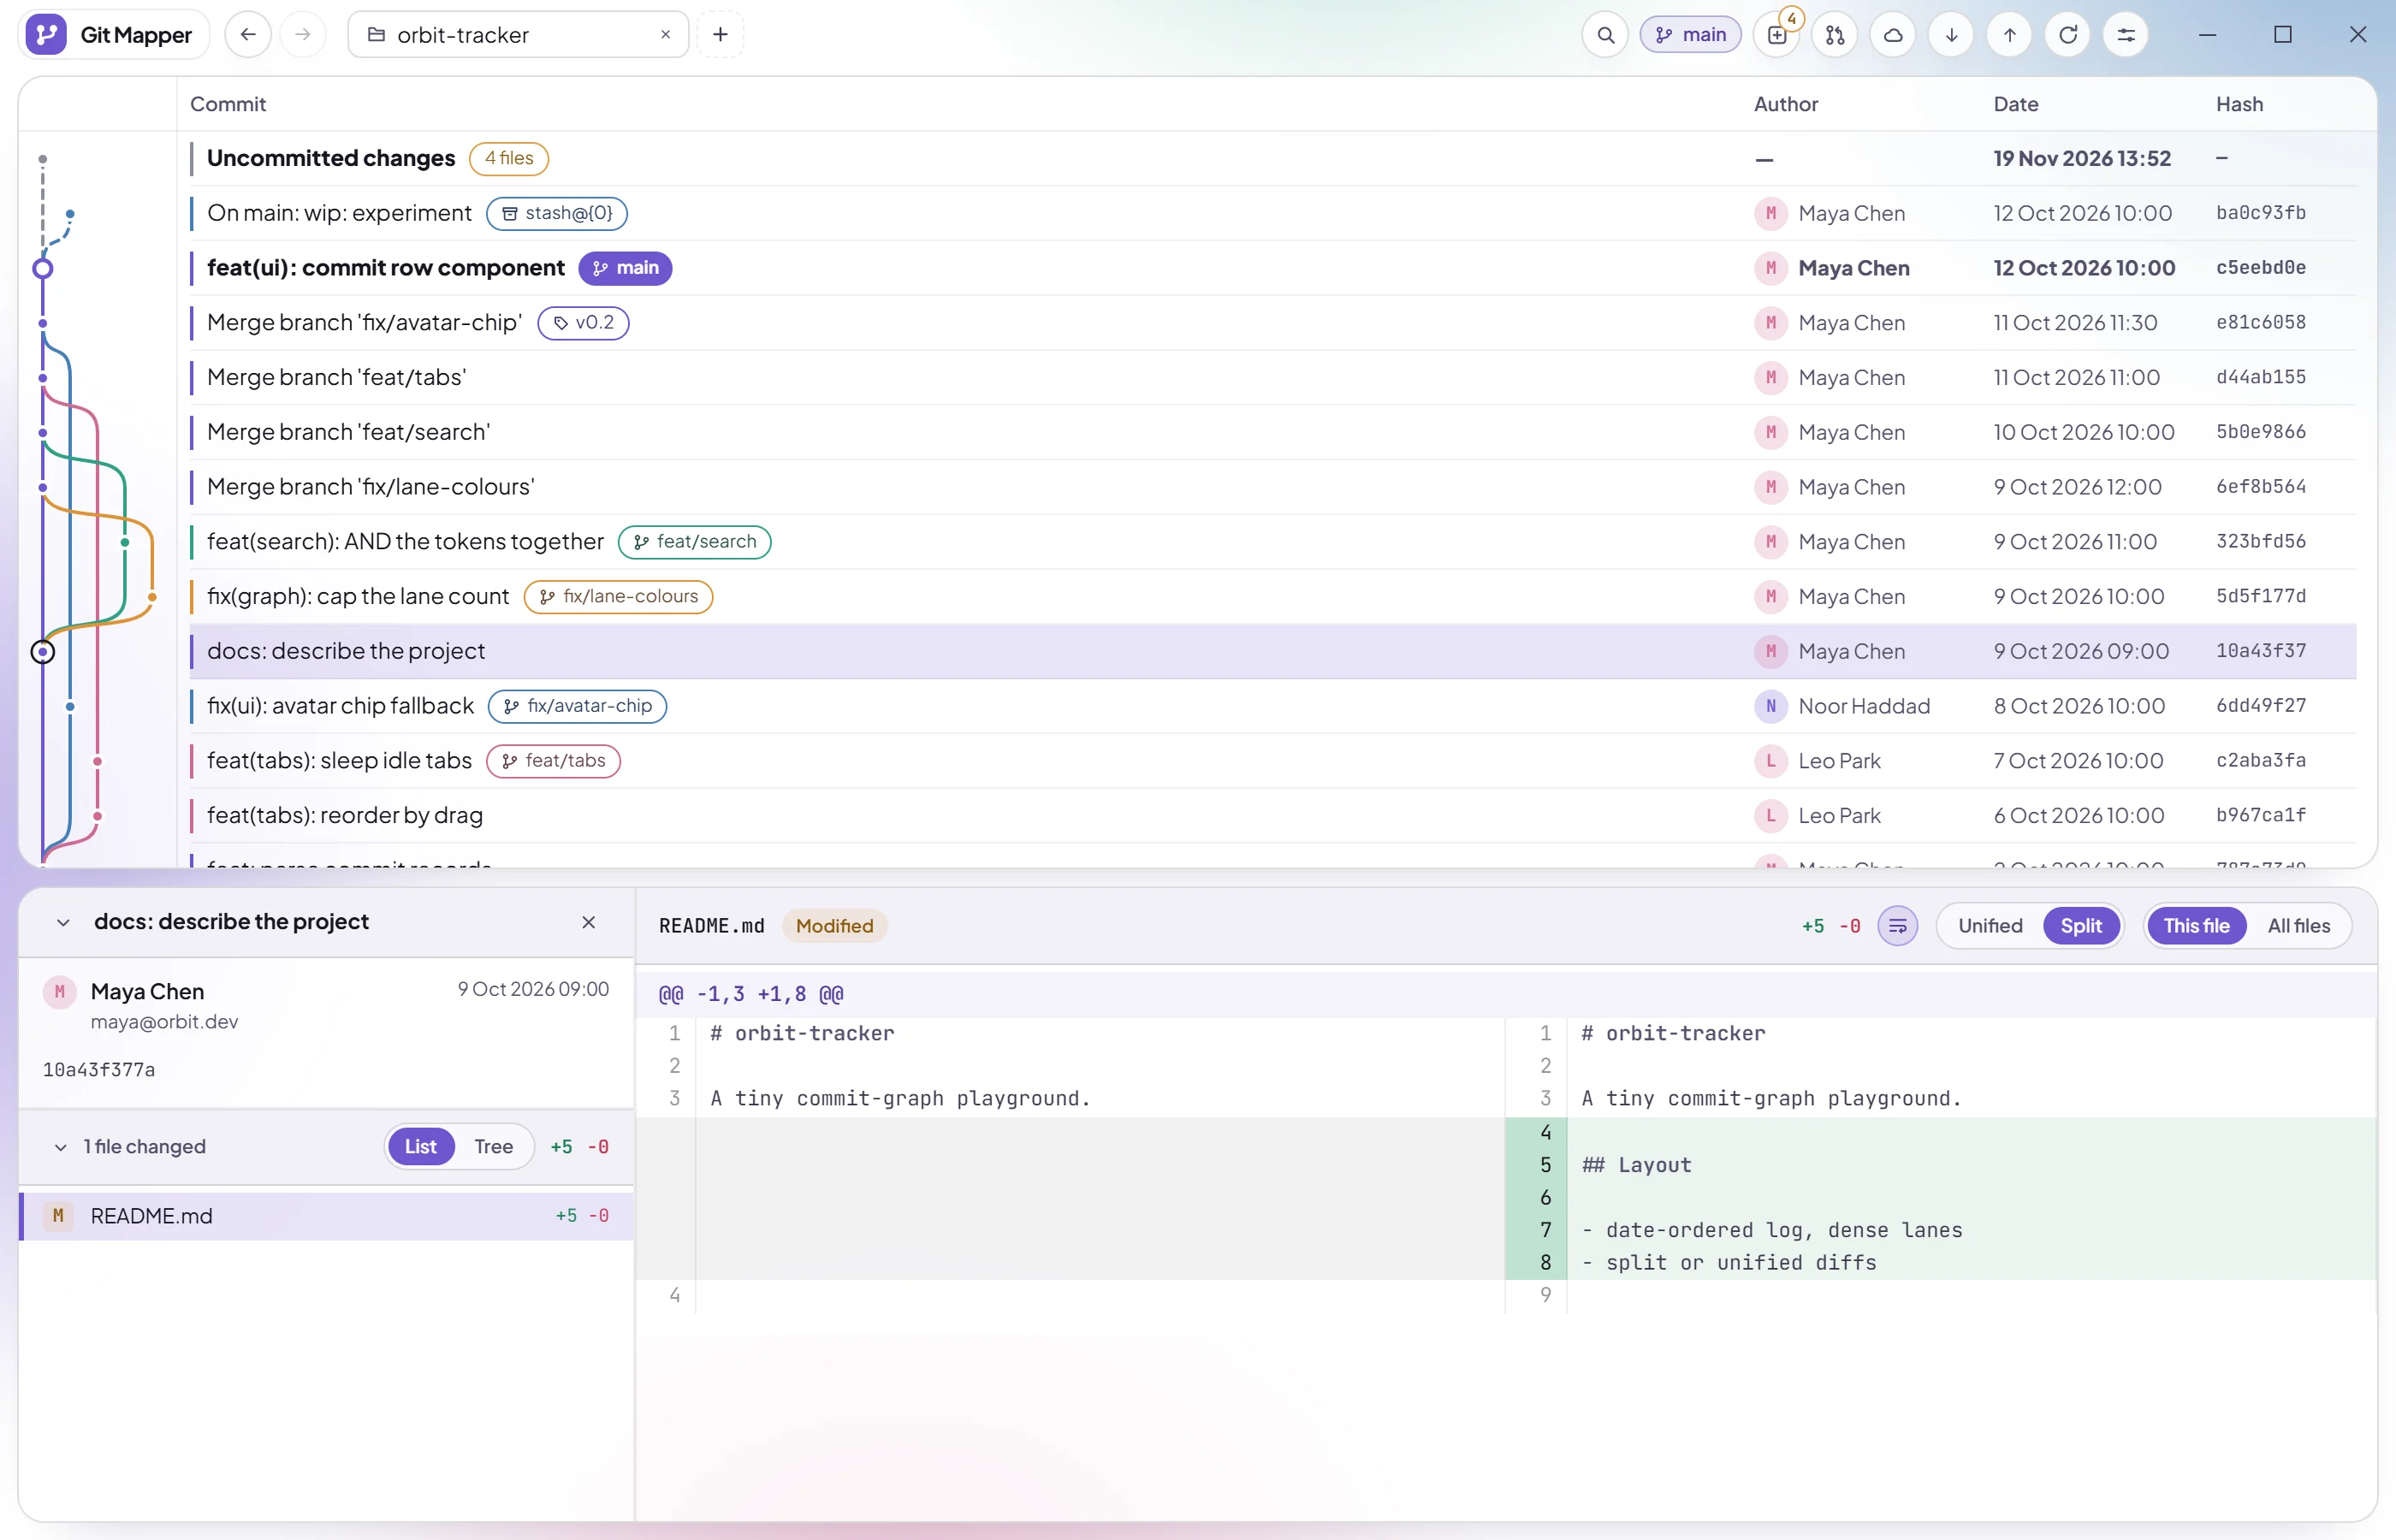 Git Mapper
orbit-tracker
main
4
Commit Author Date Hash
Uncommitted changes 4 files — 19 Nov 2026 13:52 –
On main: wip: experiment stash@{0} M Maya Chen 12 Oct 2026 10:00 ba0c93fb
feat(ui): commit row component main M Maya Chen 12 Oct 2026 10:00 c5eebd0e
Merge branch 'fix/avatar-chip' v0.2 M Maya Chen 11 Oct 2026 11:30 e81c6058
Merge branch 'feat/tabs' M Maya Chen 11 Oct 2026 11:00 d44ab155
Merge branch 'feat/search' M Maya Chen 10 Oct 2026 10:00 5b0e9866
Merge branch 'fix/lane-colours' M Maya Chen 9 Oct 2026 12:00 6ef8b564
feat(search): AND the tokens together feat/search M Maya Chen 9 Oct 2026 11:00 323bfd56
fix(graph): cap the lane count fix/lane-colours M Maya Chen 9 Oct 2026 10:00 5d5f177d
docs: describe the project M Maya Chen 9 Oct 2026 09:00 10a43f37
fix(ui): avatar chip fallback fix/avatar-chip N Noor Haddad 8 Oct 2026 10:00 6dd49f27
feat(tabs): sleep idle tabs feat/tabs L Leo Park 7 Oct 2026 10:00 c2aba3fa
feat(tabs): reorder by drag L Leo Park 6 Oct 2026 10:00 b967ca1f
feat: parse commit records M Maya Chen
docs: describe the project
M Maya Chen 9 Oct 2026 09:00
maya@orbit.dev
10a43f377a
1 file changed List Tree +5 -0
M README.md +5 -0
README.md Modified +5 -0 Unified Split This file All files
@@ -1,3 +1,8 @@
1 # orbit-tracker 1 # orbit-tracker
2 2
3 A tiny commit-graph playground. 3 A tiny commit-graph playground.
4
5 ## Layout
6
7 - date-ordered log, dense lanes
8 - split or unified diffs
4 9